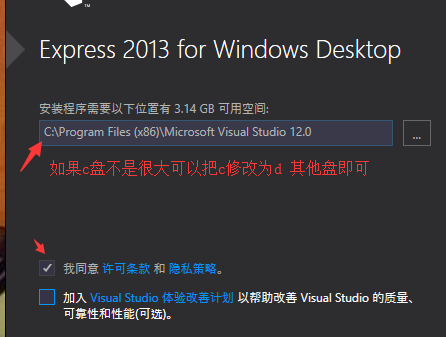 ™
Express 2013 for Windows Desktop
安装程序需要以下位置有 3.14 GB 可用空间:
C:\Program Files (x86)\Microsoft Visual Studio 12.0
...
如果c盘不是很大可以把c修改为d 其他盘即可
我同意 许可条款 和 隐私策略。
加入 Visual Studio 体验改善计划 以帮助改善 Visual Studio 的质量、
可靠性和性能(可选)。